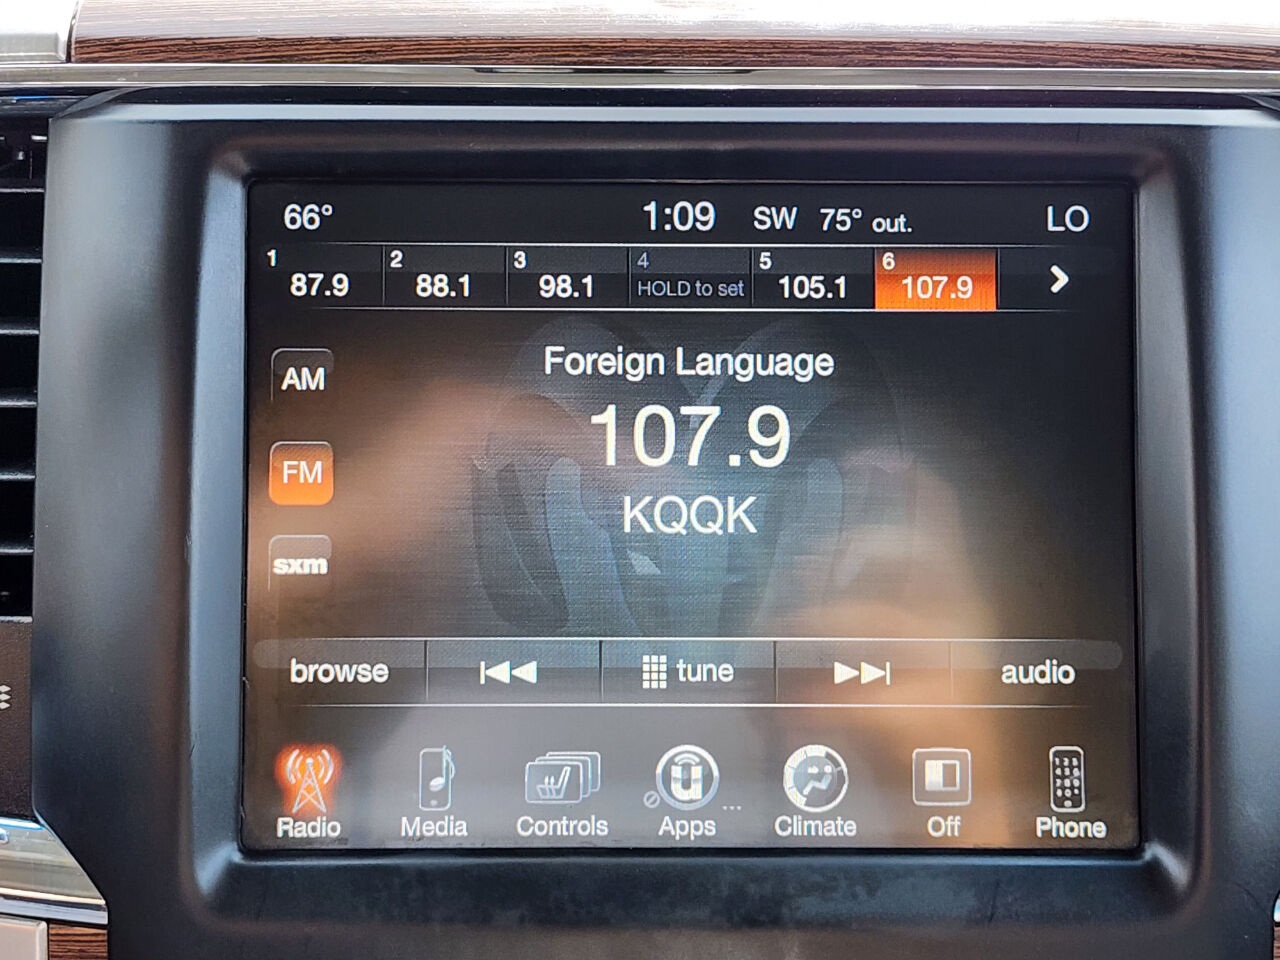 66° 1:09 SW 75° out. LO
1 87.9 2 88.1 3 98.1 4 HOLD to set 5 105.1 6 107.9
Foreign Language
AM
107.9
FM
KQQK
sxm
browse tune audio
Radio Media Controls Apps Climate Off Phone